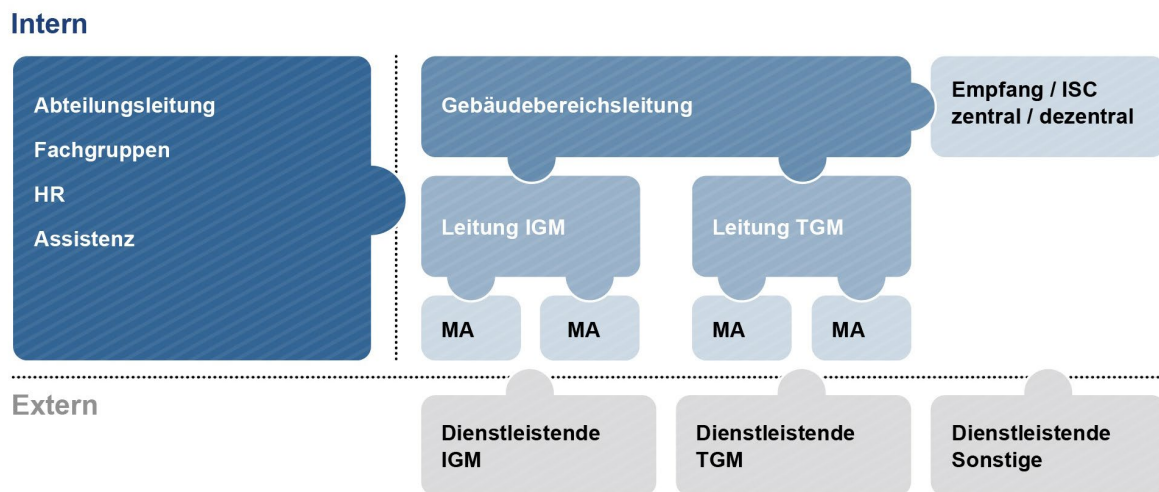 Intern
Abteilungsleitung
Fachgruppen
HR
Assistenz
Gebäudebereichsleitung
Empfang / ISC
zentral / dezentral
Leitung IGM
Leitung TGM
MA
MA
MA
MA
Extern
Dienstleistende
IGM
Dienstleistende
TGM
Dienstleistende
Sonstige